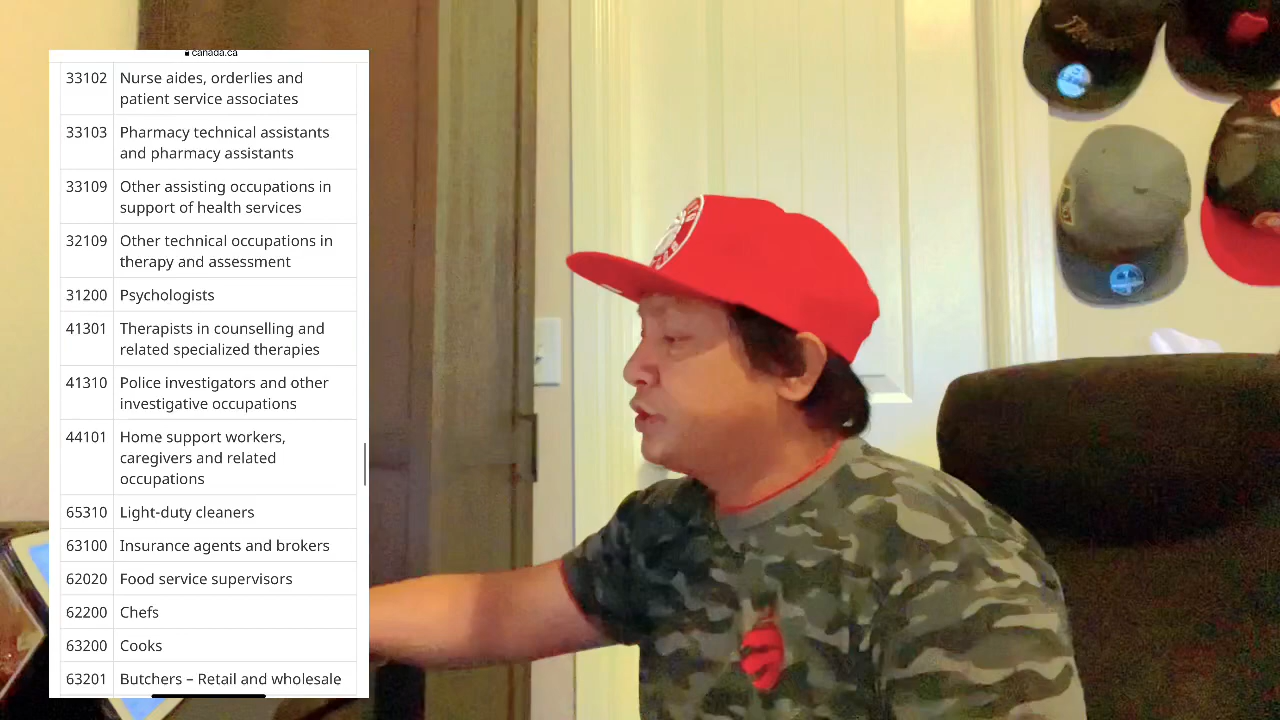 canada.ca
33102 Nurse aides, orderlies and
patient service associates
33103 Pharmacy technical assistants
and pharmacy assistants
33109 Other assisting occupations in
support of health services
32109 Other technical occupations in
therapy and assessment
31200 Psychologists
41301 Therapists in counselling and
related specialized therapies
41310 Police investigators and other
investigative occupations
44101 Home support workers,
caregivers and related
occupations
65310 Light-duty cleaners
63100 Insurance agents and brokers
62020 Food service supervisors
62200 Chefs
63200 Cooks
63201 Butchers – Retail and wholesale